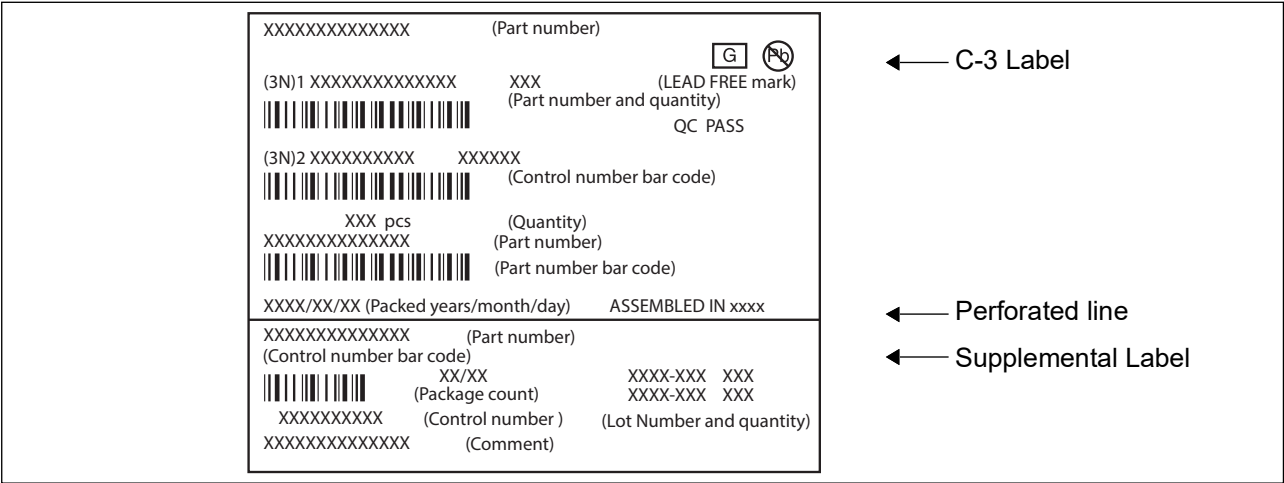 XXXXXXXXXXXXXX (Part number)
G Pb
C-3 Label
(3N)1 XXXXXXXXXXXXXX XXX (LEAD FREE mark)
(Part number and quantity)
QC PASS
(3N)2 XXXXXXXXXX XXXXXX
(Control number bar code)
XXX pcs (Quantity)
XXXXXXXXXXXXXX (Part number)
(Part number bar code)
XXXX/XX/XX (Packed years/month/day) ASSEMBLED IN xxxx
Perforated line
XXXXXXXXXXXXXX (Part number)
(Control number bar code)
Supplemental Label
XX/XX XXXX-XXX XXX
(Package count) XXXX-XXX XXX
XXXXXXXXXX (Control number ) (Lot Number and quantity)
XXXXXXXXXXXXXX (Comment)